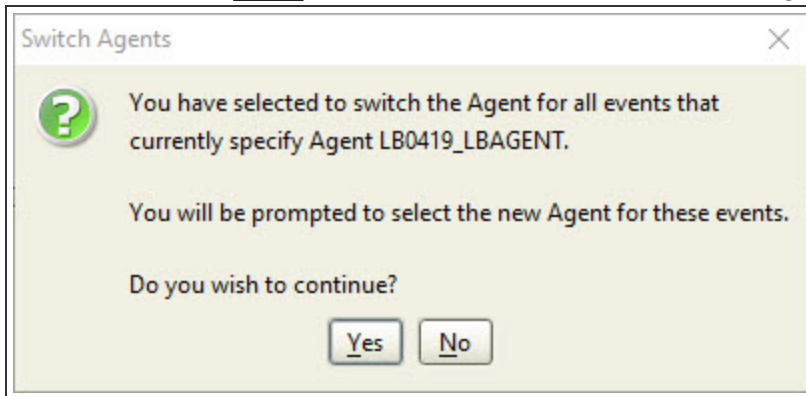 Switch Agents
You have selected to switch the Agent for all events that
currently specify Agent LB0419_LBAGENT.
You will be prompted to select the new Agent for these events.
Do you wish to continue?
Yes No